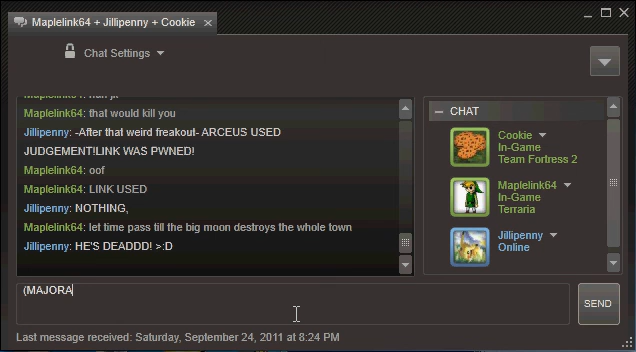 Maplelink64 + Jillipenny + Cookie
Chat Settings
Maplelink64: that would kill you
Jillipenny: -After that weird freakout- ARCEUS USED
JUDGEMENT!LINK WAS PWNED!
Maplelink64: oof
Maplelink64: LINK USED
Jillipenny: NOTHING,
Maplelink64: let time pass till the big moon destroys the whole town
Jillipenny: HE'S DEADDD! >:D
CHAT
Cookie
In-Game
Team Fortress 2
Maplelink64
In-Game
Terraria
Jillipenny
Online
(MAJORA
SEND
Last message received: Saturday, September 24, 2011 at 8:24 PM